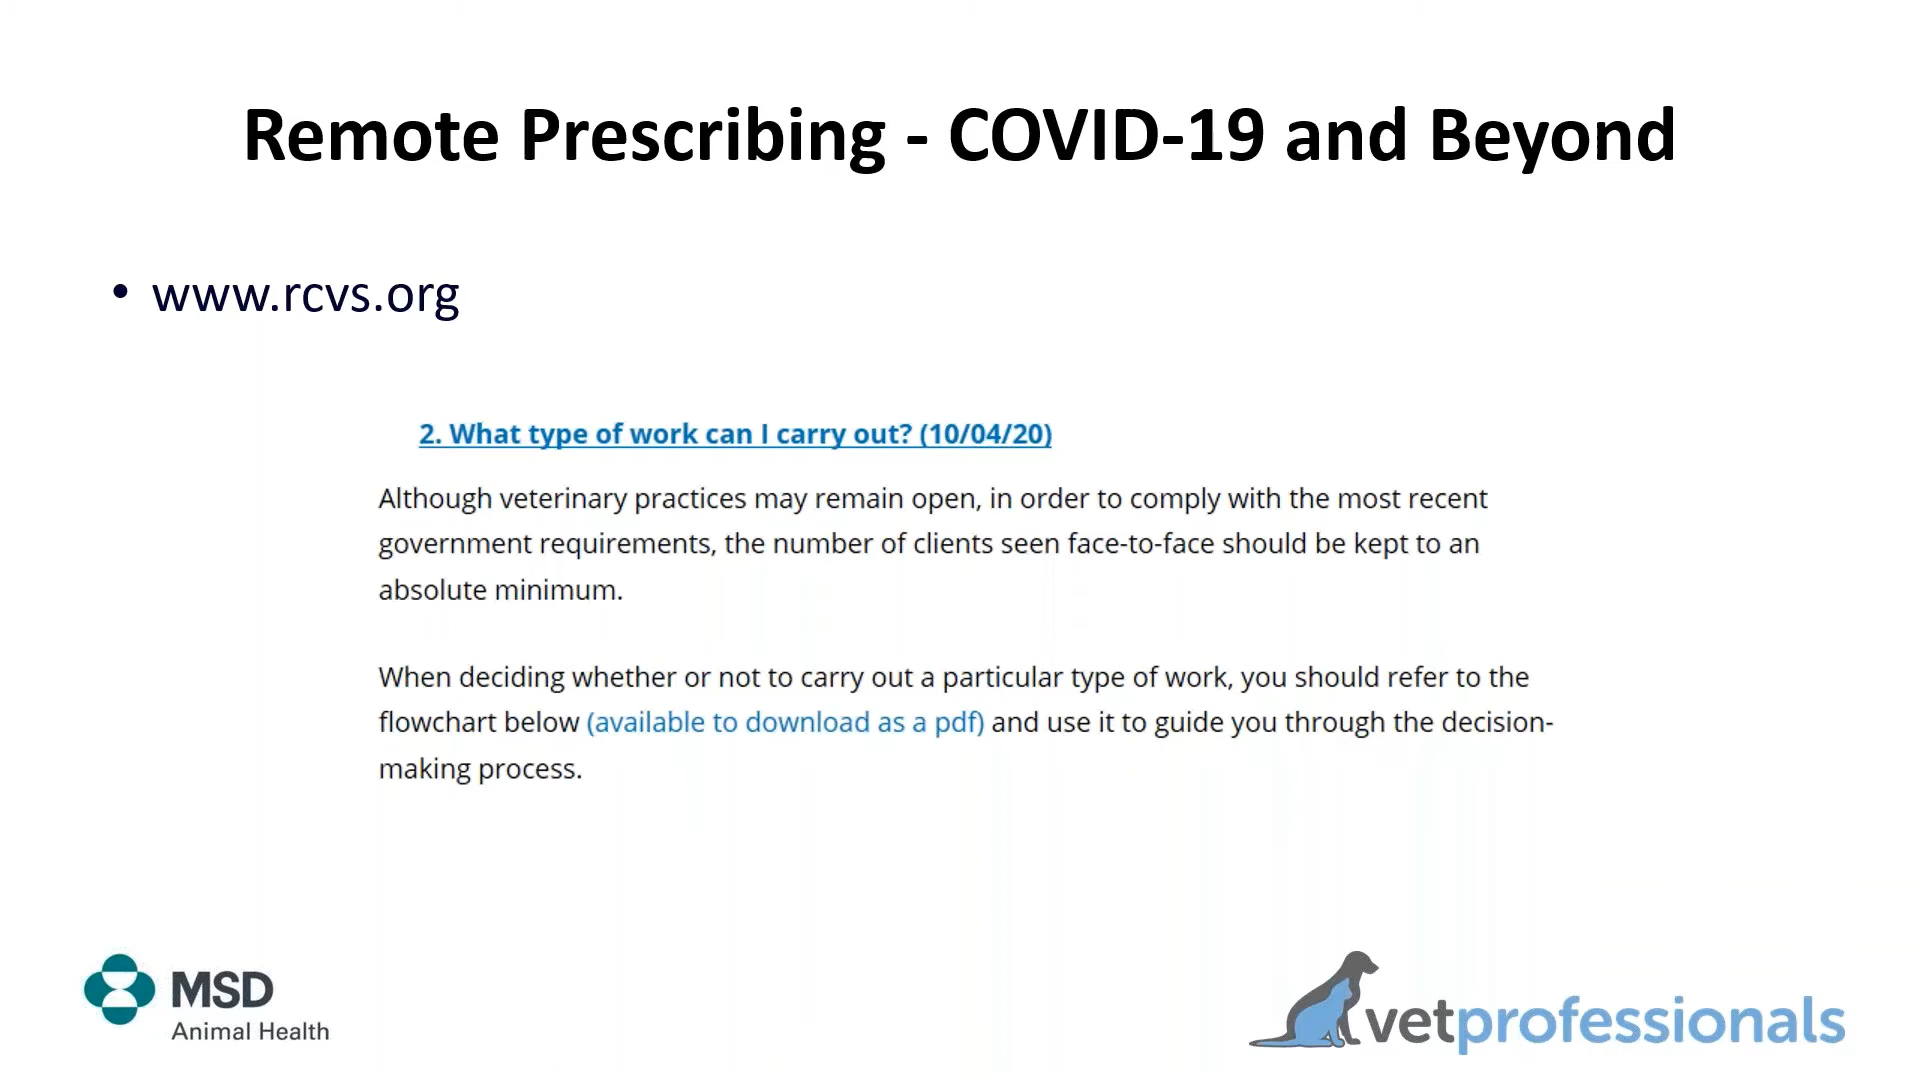 Remote Prescribing - COVID-19 and Beyond
• www.rcvs.org
2. What type of work can I carry out? (10/04/20)
Although veterinary practices may remain open, in order to comply with the most recent
government requirements, the number of clients seen face-to-face should be kept to an
absolute minimum.
When deciding whether or not to carry out a particular type of work, you should refer to the
flowchart below (available to download as a pdf) and use it to guide you through the decision-
making process.
MSD
Animal Health
vetprofessionals